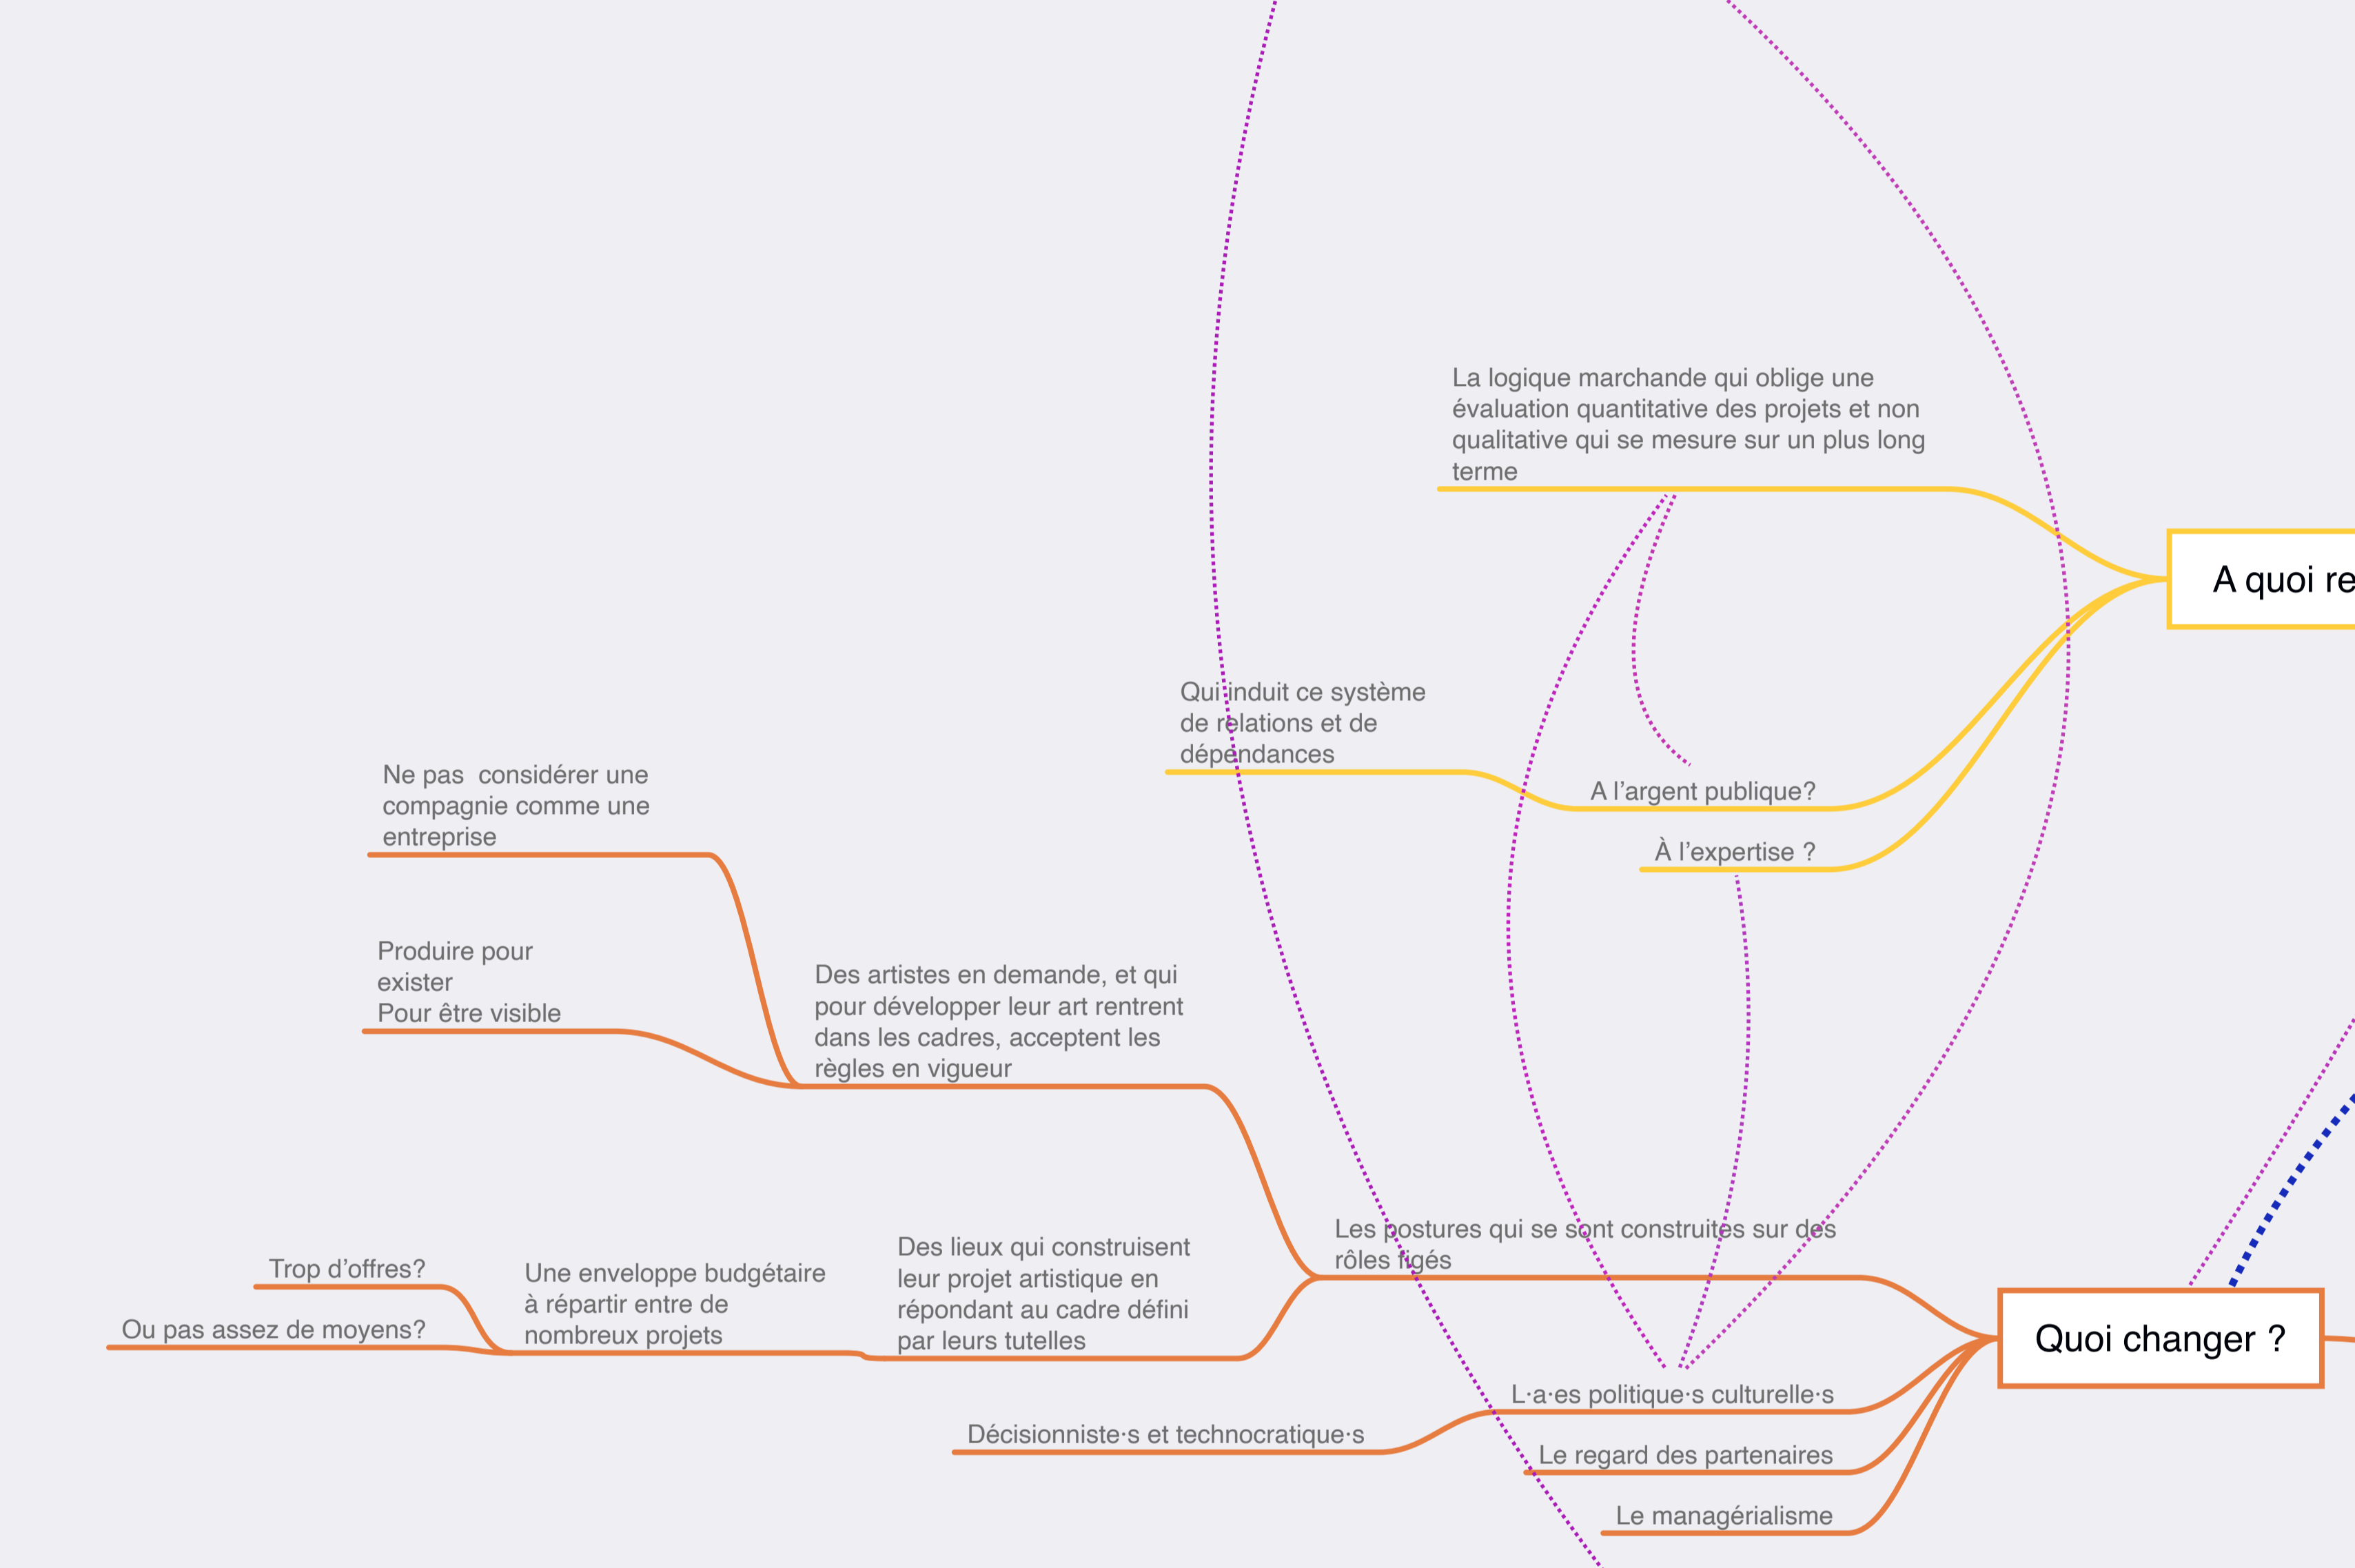 La logique marchande qui oblige une
évaluation quantitative des projets et non
qualitative qui se mesure sur un plus long
terme
A quoi re
Qui induit ce système
de relations et de
dépendances
A l’argent publique?
À l’expertise ?
Ne pas  considérer une
compagnie comme une
entreprise
Produire pour
exister
Pour être visible
Des artistes en demande, et qui
pour développer leur art rentrent
dans les cadres, acceptent les
règles en vigueur
Les postures qui se sont construites sur des
rôles figés
Des lieux qui construisent
leur projet artistique en
répondant au cadre défini
par leurs tutelles
Une enveloppe budgétaire
à répartir entre de
nombreux projets
Trop d’offres?
Ou pas assez de moyens?
Quoi changer ?
L·a·es politique·s culturelle·s
Décisionniste·s et technocratique·s
Le regard des partenaires
Le managérialisme